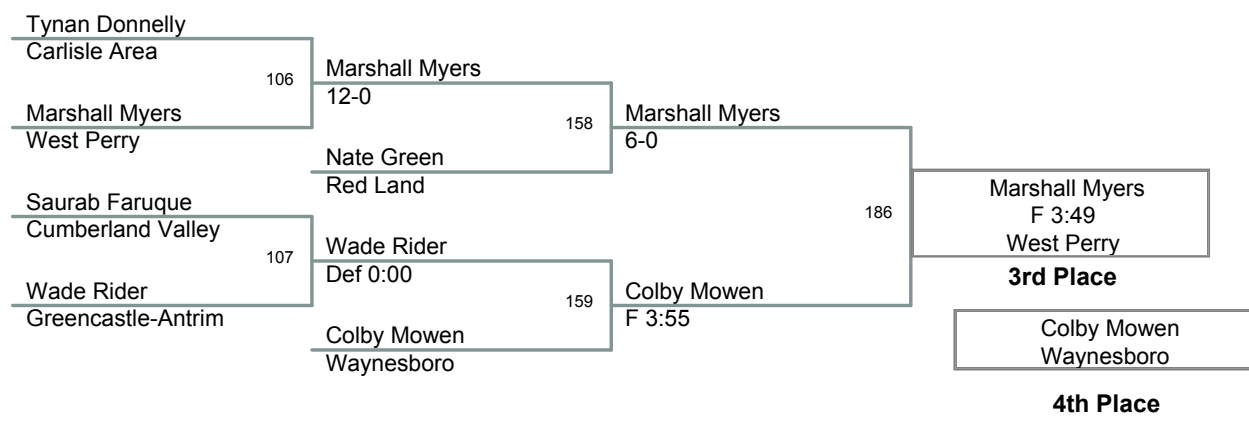 Tynan Donnelly
Carlisle Area
106
Marshall Myers
12-0
Marshall Myers
West Perry
158
Marshall Myers
6-0
Nate Green
Red Land
Saurab Faruque
Cumberland Valley
186
Marshall Myers
F 3:49
West Perry
3rd Place
107
Wade Rider
Def 0:00
Wade Rider
Greencastle-Antrim
159
Colby Mowen
F 3:55
Colby Mowen
Waynesboro
Colby Mowen
Waynesboro
4th Place